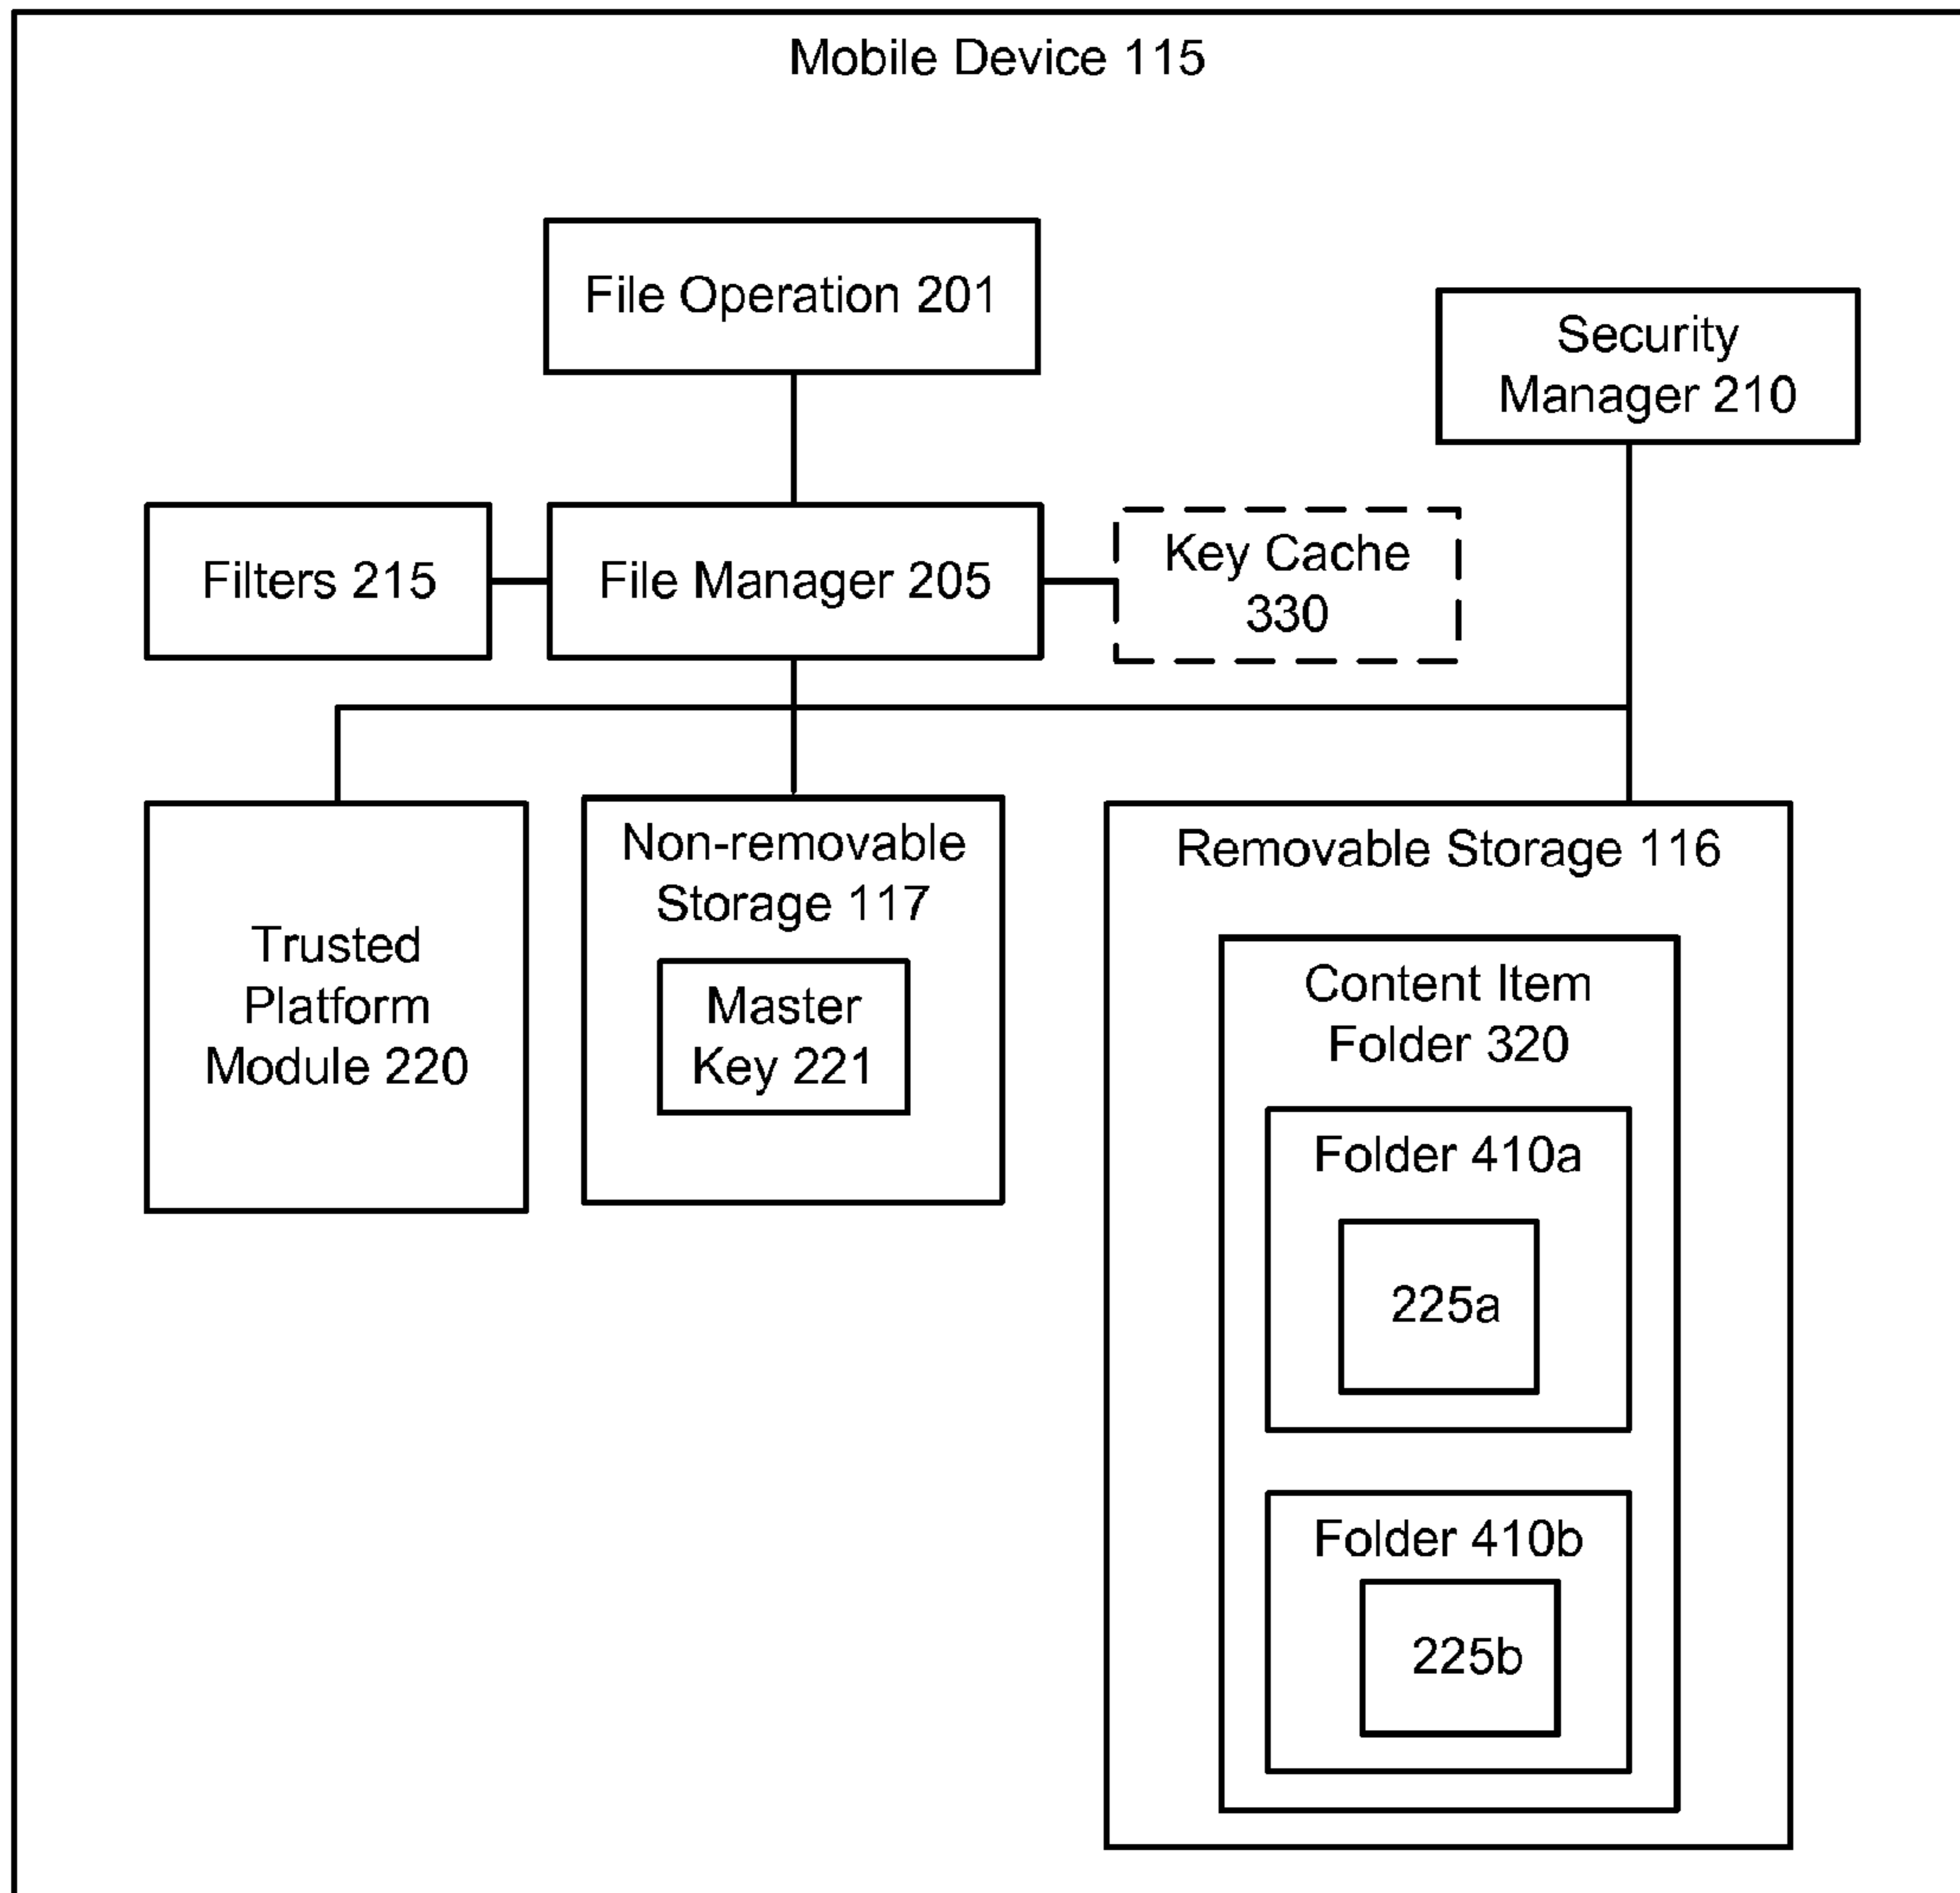 Mobile Device 115
File Operation 201
Security
Manager 210
Filters 215
File Manager 205
Key Cache
330
Trusted
Platform
Module 220
Non-removable
Storage 117
Master
Key 221
Removable Storage 116
Content Item
Folder 320
Folder 410a
225a
Folder 410b
225b